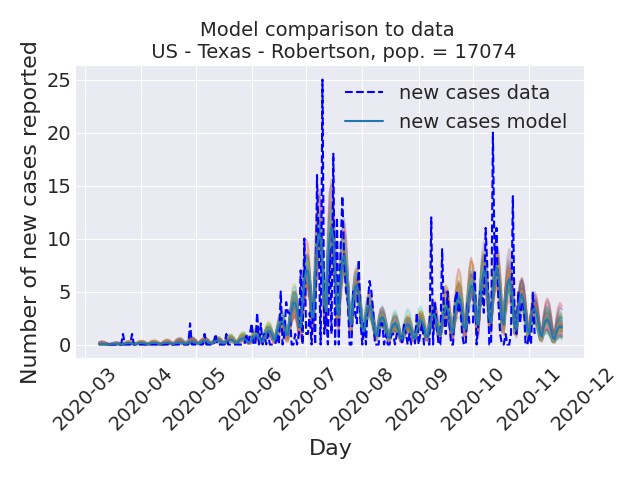 Model comparison to data
US - Texas - Robertson, pop. = 17074
Number of new cases reported
25
20
15
10
5
0
new cases data
new cases model
2020-03
2020-04
2020-05
2020-06
2020-07
2020-08
2020-09
2020-10
2020-11
2020-12
Day